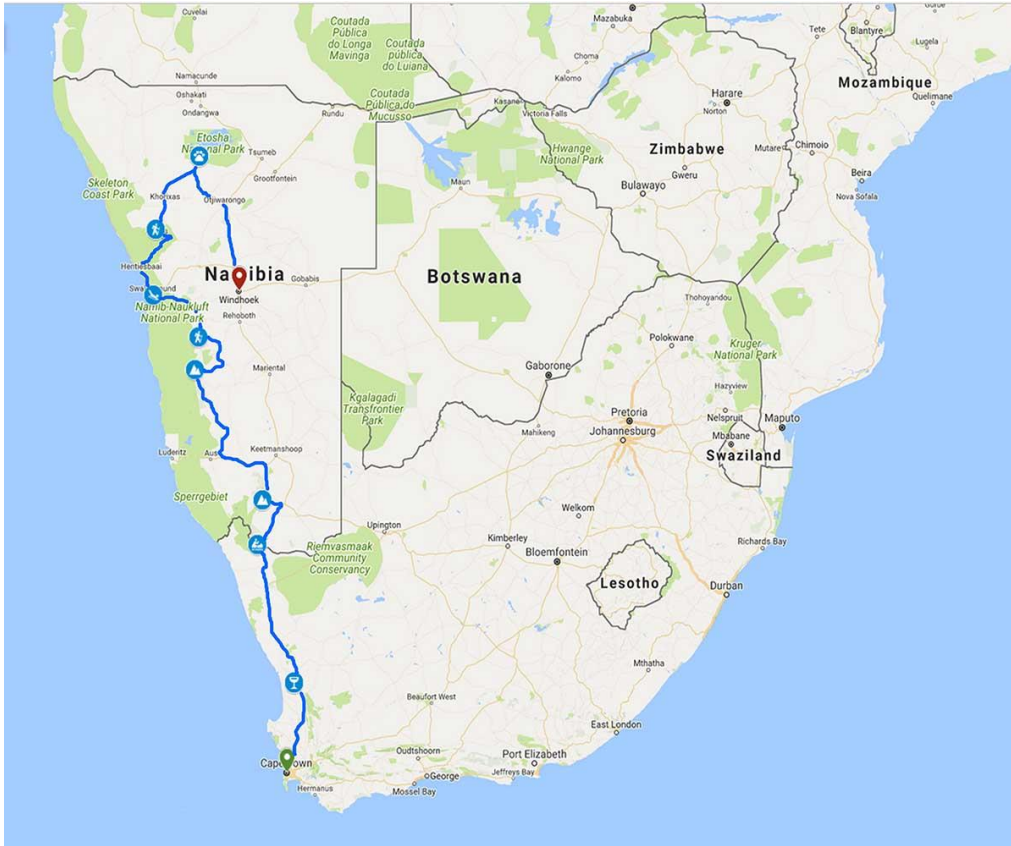 Cuvelai
Coutada
Pública
do Longa
Mavinga
Coutada
pública
do Luiana
Mazabuka
Tete
Blantyre
Lugela
Choma
Kalomo
Namacunde
Mozambique
Oshakati
Ondangwa
Coutada
Pública do
Mucusso
Rundu
Kasane
Victoria Falls
Harare
Norton
Quelimane
Etosha
National Park
Tsumeb
Grootfontein
Hwange
National Park
Zimbabwe
Mutare
Chimoio
Gweru
Bulawayo
Beira
Nova Sofala
Skeleton
Coast Park
Khorixas
Otjiwarongo
Maun
Hentiesbaai
Namibia
Gobabis
Windhoek
Botswana
Swakopmund
Namib-Naukluft
National Park
Rehoboth
Thohoyandou
Polokwane
Kruger
National Park
Mariental
Gaborone
Hazyview
Kgalagadi
Transfrontier
Park
Pretoria
Johannesburg
Mahikeng
Nelspruit
Maputo
Mbabane
Swaziland
Luderitz
Aus
Keetmanshoop
Sperrgebiet
Upington
Welkom
Kimberley
Bloemfontein
Richards Bay
Riemvasmaak
Community
Conservancy
Lesotho
Durban
Mthatha
Beaufort West
East London
Cape Town
Oudtshoorn
George
Port Elizabeth
Jeffreys Bay
Hermanus
Mossel Bay